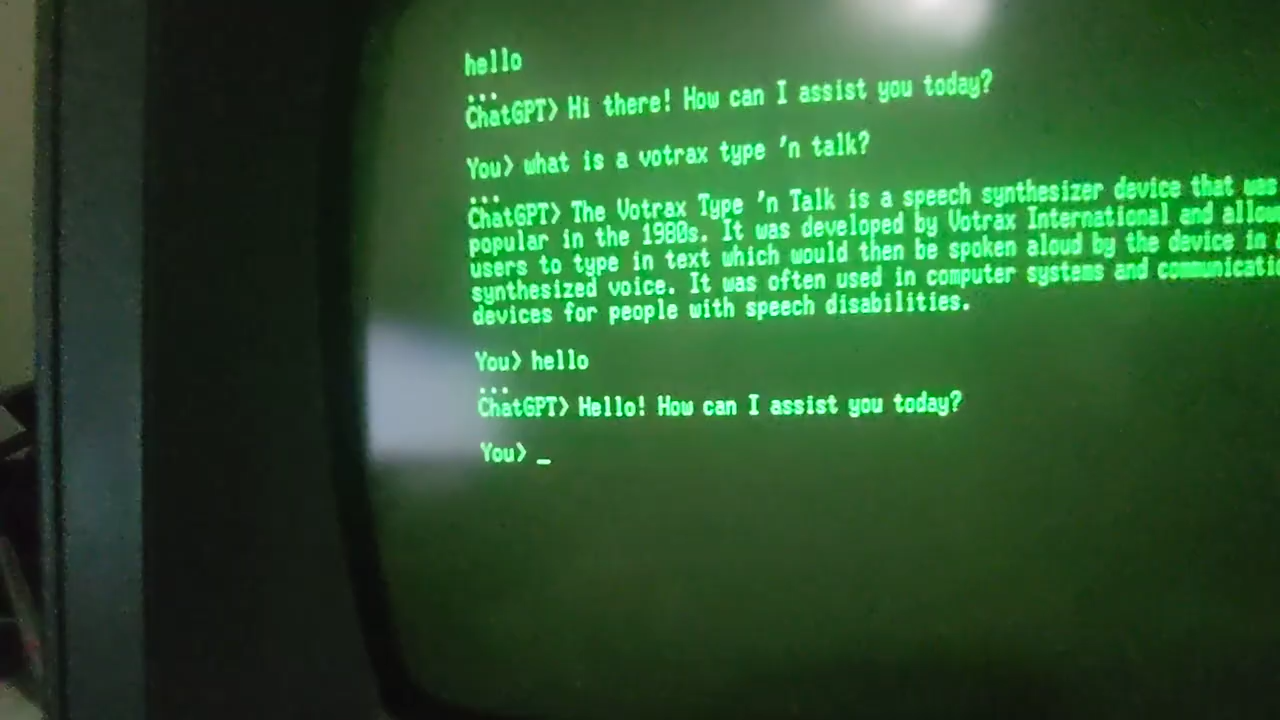 hello
...
ChatGPT> Hi there! How can I assist you today?
You> what is a votrax type 'n talk?
...
ChatGPT> The Votrax Type 'n Talk is a speech synthesizer device that was
popular in the 1980s. It was developed by Votrax International and
users to type in text which would then be spoken aloud by the device in
synthesized voice. It was often used in computer systems and
devices for people with speech disabilities.
You> hello
...
ChatGPT> Hello! How can I assist you today?
You> _